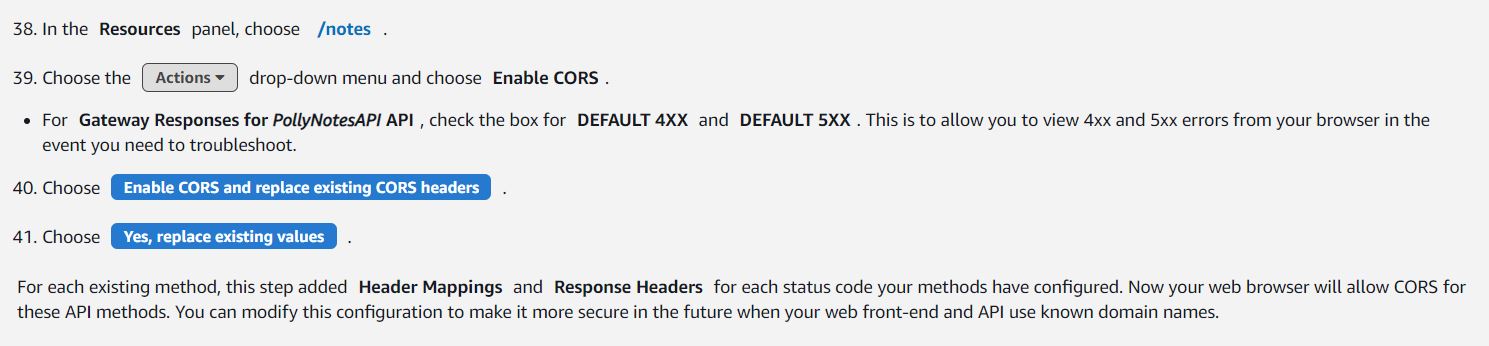 38. In the Resources panel, choose /notes .
39. Choose the Actions drop-down menu and choose Enable CORS .
• For Gateway Responses for PollyNotesAPI API , check the box for DEFAULT 4XX and DEFAULT 5XX . This is to allow you to view 4xx and 5xx errors from your browser in the
event you need to troubleshoot.
40. Choose Enable CORS and replace existing CORS headers .
41. Choose Yes, replace existing values .
For each existing method, this step added Header Mappings and Response Headers for each status code your methods have configured. Now your web browser will allow CORS for
these API methods. You can modify this configuration to make it more secure in the future when your web front-end and API use known domain names.